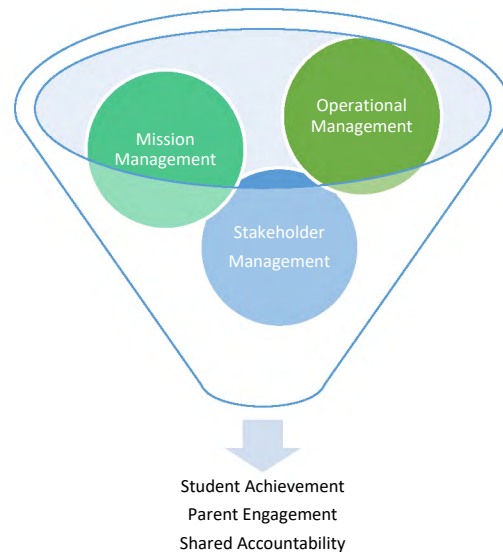 Operational
Management
Mission
Management
Stakeholder
Management
Student Achievement
Parent Engagement
Shared Accountability